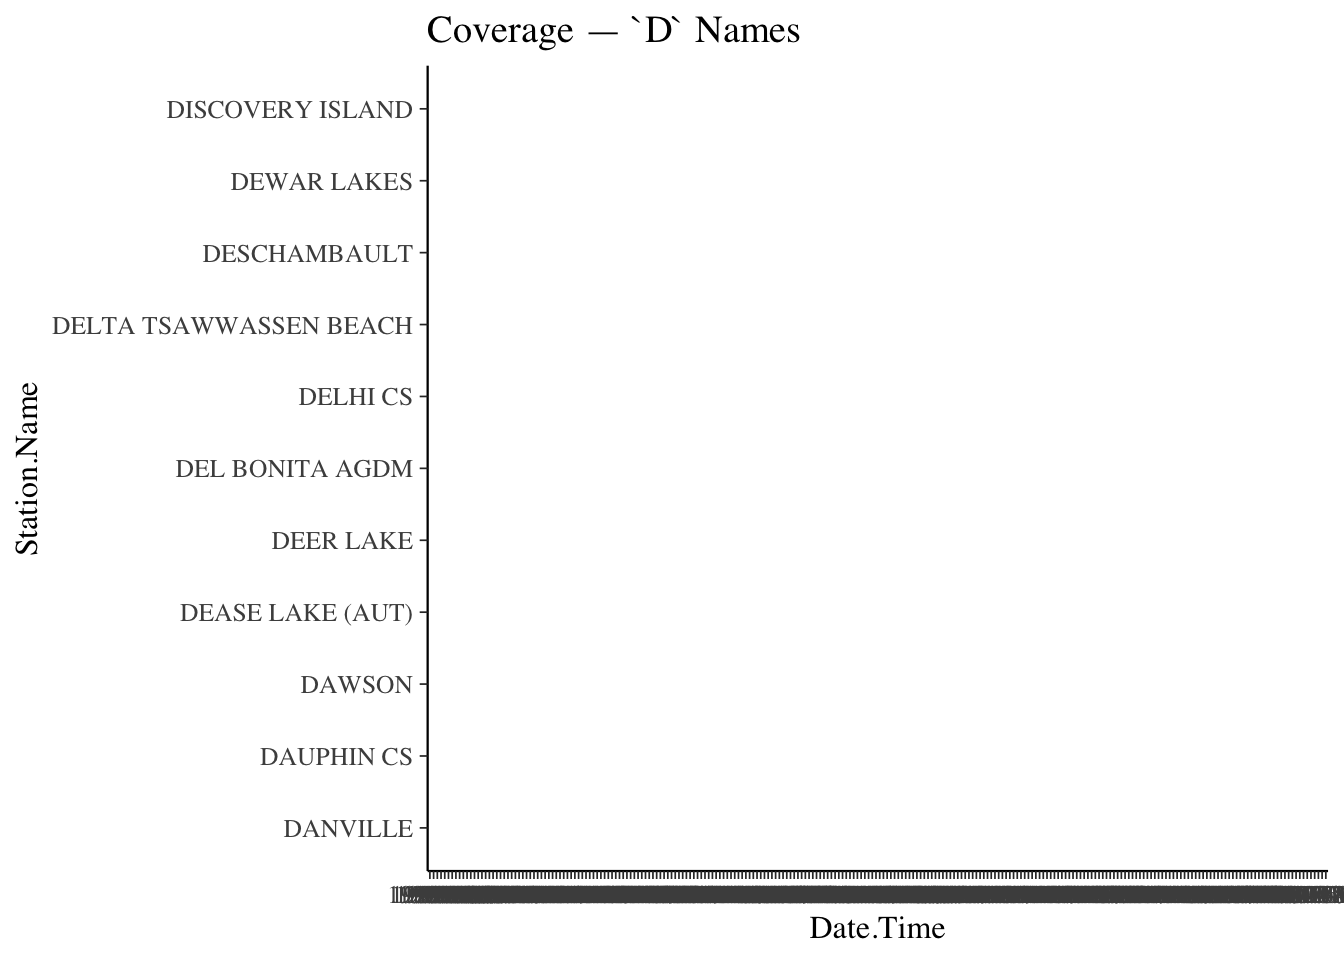 Coverage — `D` Names
DISCOVERY ISLAND
DEWAR LAKES
DESCHAMBAULT
DELTA TSAWWASSEN BEACH
DELHI CS
DEL BONITA AGDM
DEER LAKE
DEASE LAKE (AUT)
DAWSON
DAUPHIN CS
DANVILLE
Station.Name
Date.Time